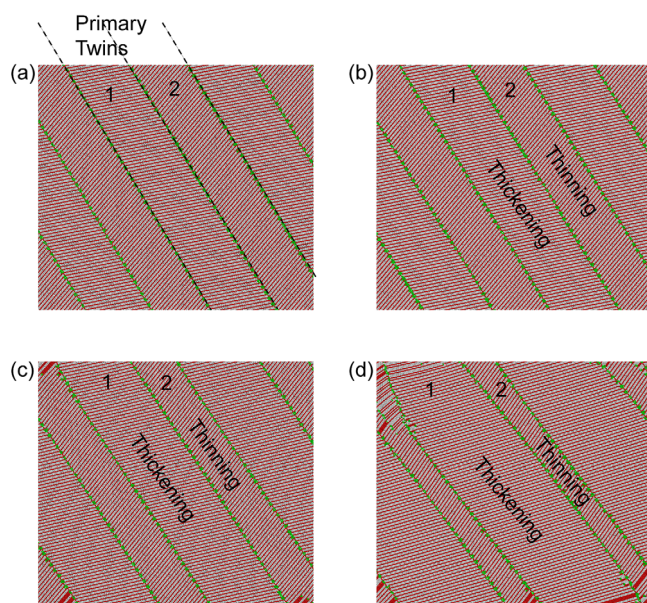 Primary
Twins
(a)
1
2
(b)
1
2
Thickening
Thinning
(c)
1
2
Thickening
Thinning
(d)
1
2
Thickening
Thinning